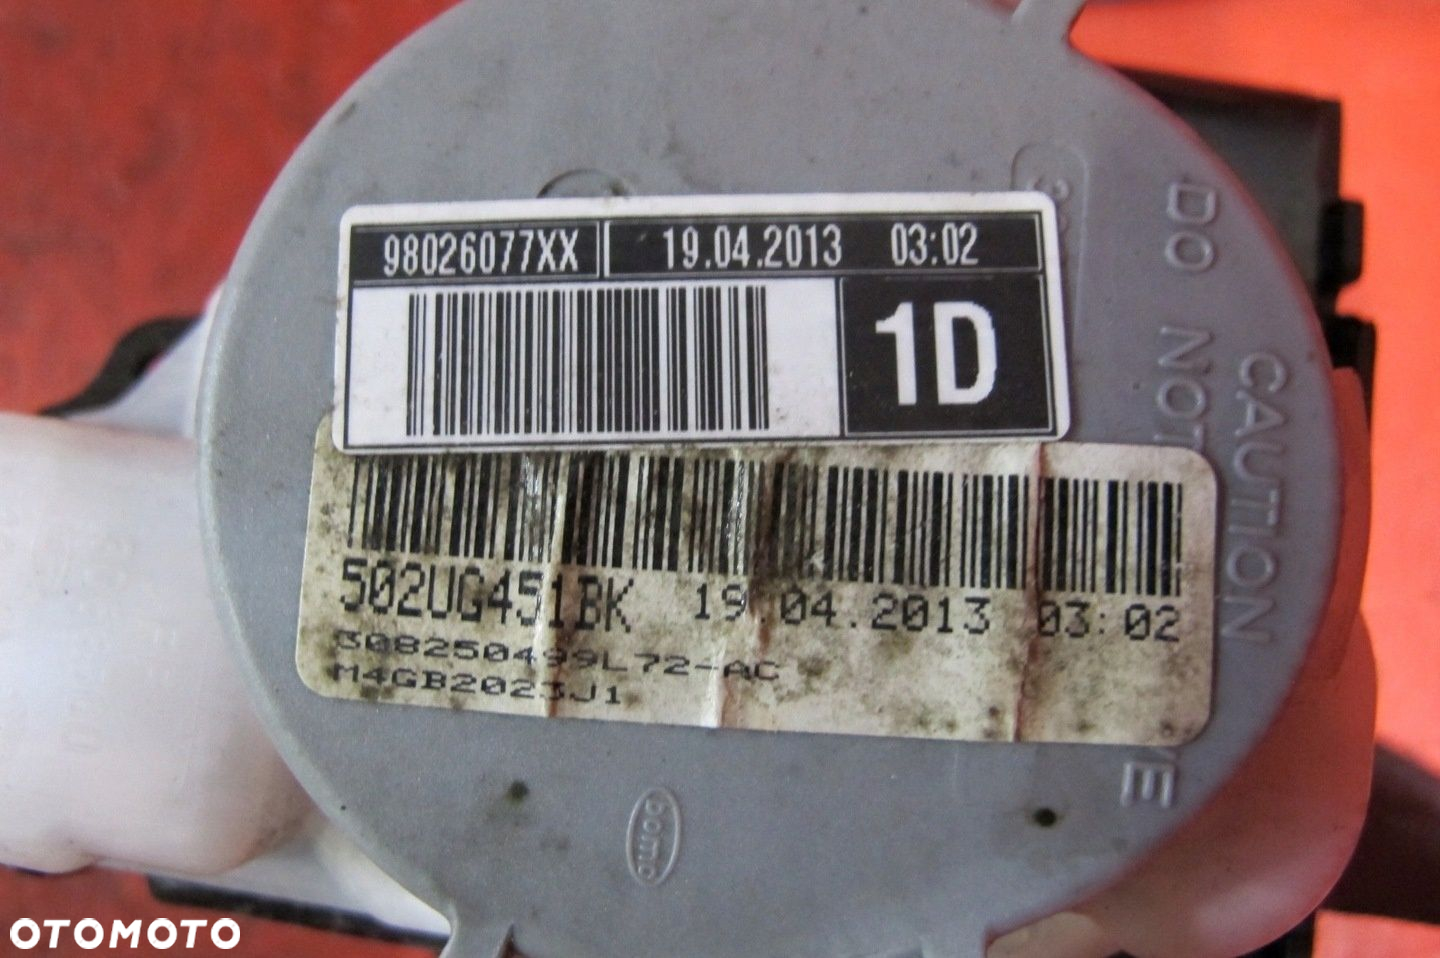 98026077XX 19.04.2013 03:02
1D
502UG451BK 19.04.2013 03:02
308250499L72-AC
M4GB2023J1
CAUTION
DO NOT
VE
OTOMOTO